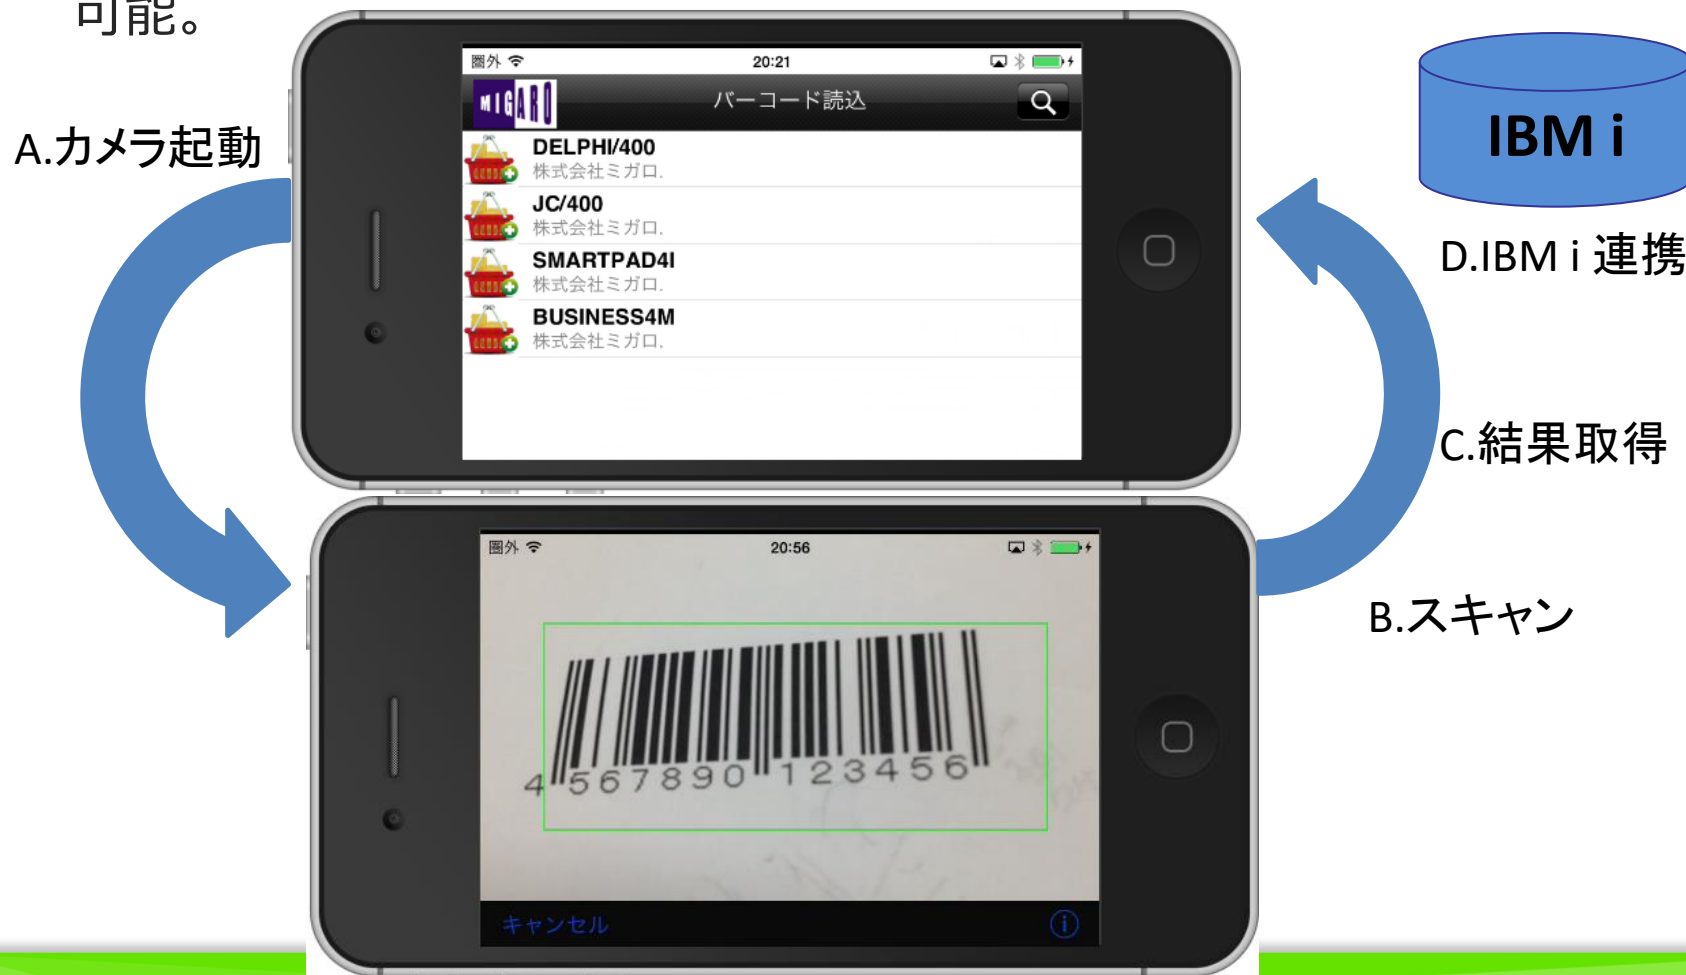 可能。
圏外 20:21
MIGARO
バーコード読込
A.カメラ起動
IBM i
DELPHI/400
株式会社ミガロ.
JC/400
株式会社ミガロ.
SMARTPAD4I
株式会社ミガロ.
BUSINESS4M
株式会社ミガロ.
D.IBM i 連携
C.結果取得
圏外 20:56
B.スキャン
4 567890 123456
キャンセル